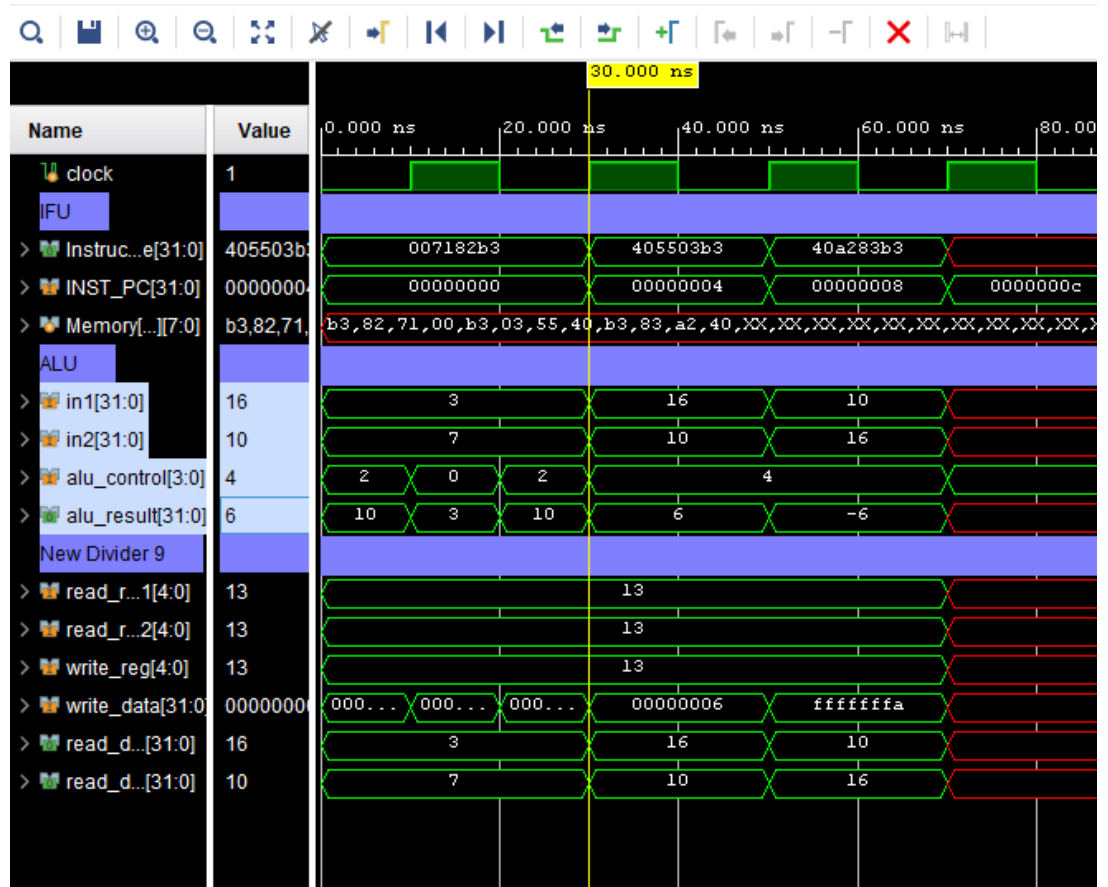 30.000 ns
Name Value 0.000 ns 20.000 ns 40.000 ns 60.000 ns 80.00
clock 1
IFU
Instruc...e[31:0] 405503b: 007182b3 405503b3 40a283b3
INST_PC[31:0] 00000004 00000000 00000004 00000008 0000000c
Memory[...][7:0] b3,82,71, b3,82,71,00,b3,03,55,40,b3,83,a2,40,XX,XX,XX,XX,XX,XX,XX,XX,XX,XX,
ALU
in1[31:0] 16 3 16 10
in2[31:0] 10 7 10 16
alu_control[3:0] 4 2 0 2 4
alu_result[31:0] 6 10 3 10 6 -6
New Divider 9
read_r...1[4:0] 13 13
read_r...2[4:0] 13 13
write_reg[4:0] 13 13
write_data[31:0] 0000000 000... 000... 000... 00000006 fffffffa
read_d...[31:0] 16 3 16 10
read_d...[31:0] 10 7 10 16